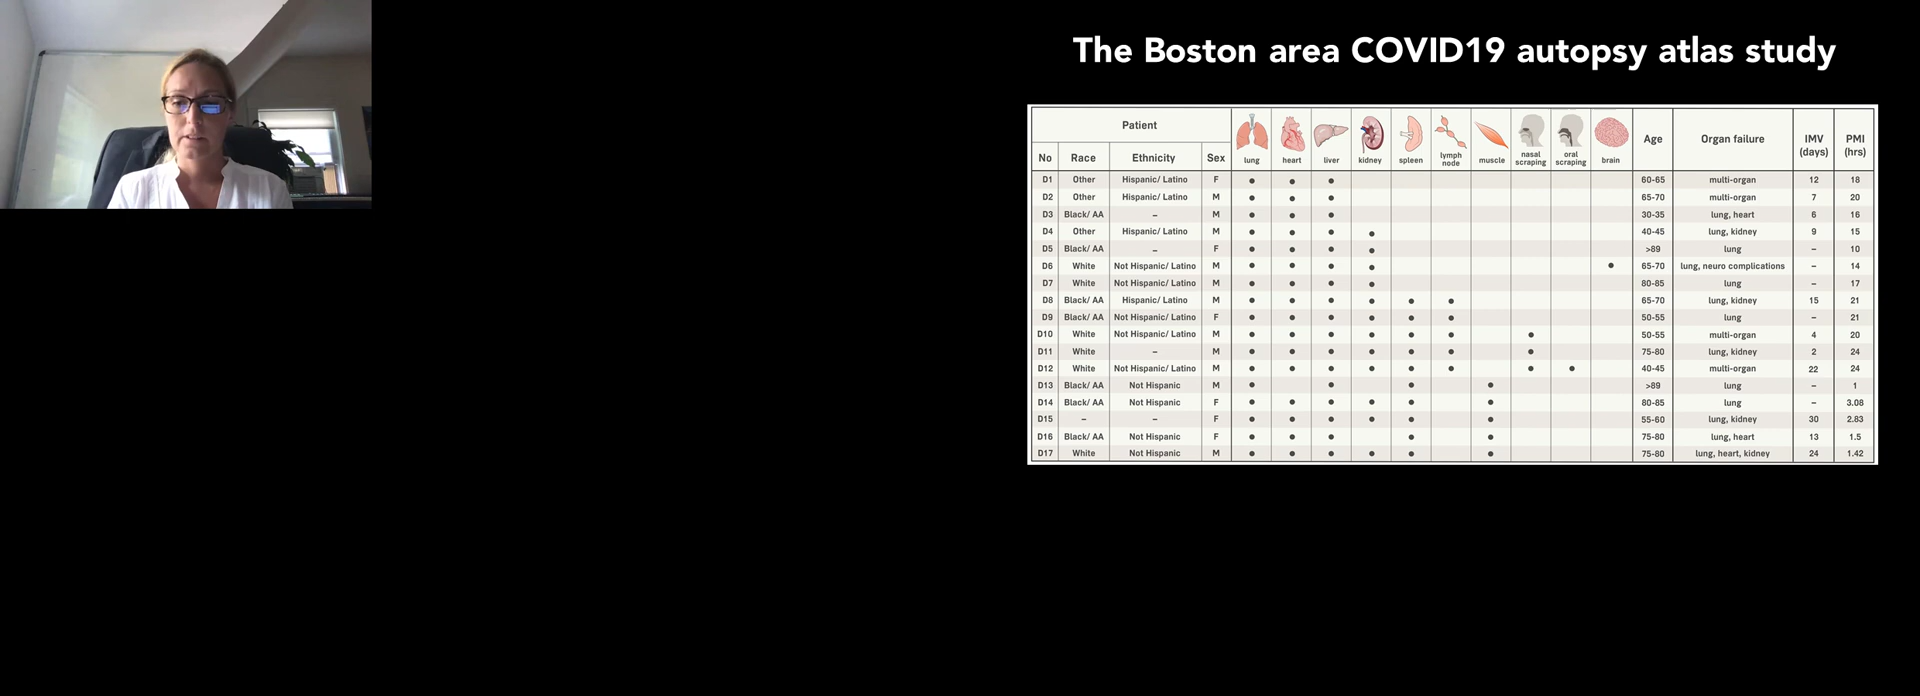 The Boston area COVID19 autopsy atlas study
Patient
lung heart liver kidney spleen lymph node muscle nasal scraping oral scraping brain Age Organ failure IMV (days) PMI (hrs)
No Race Ethnicity Sex
D1 Other Hispanic/ Latino F ● ● ● 60-65 multi-organ 12 18
D2 Other Hispanic/ Latino M ● ● ● 65-70 multi-organ 7 20
D3 Black/ AA – M ● ● ● 30-35 lung, heart 6 16
D4 Other Hispanic/ Latino M ● ● ● ● 40-45 lung, kidney 9 15
D5 Black/ AA – F ● ● ● ● >89 lung – 10
D6 White Not Hispanic/ Latino M ● ● ● ● ● 65-70 lung, neuro complications – 14
D7 White Not Hispanic/ Latino M ● ● ● ● 80-85 lung – 17
D8 Black/ AA Hispanic/ Latino M ● ● ● ● ● ● 65-70 lung, kidney 15 21
D9 Black/ AA Not Hispanic/ Latino F ● ● ● ● ● ● 50-55 lung – 21
D10 White Not Hispanic/ Latino M ● ● ● ● ● ● ● 50-55 multi-organ 4 20
D11 White – M ● ● ● ● ● ● ● 75-80 lung, kidney 2 24
D12 White Not Hispanic/ Latino M ● ● ● ● ● ● ● ● 40-45 multi-organ 22 24
D13 Black/ AA Not Hispanic M ● ● ● ● >89 lung – 1
D14 Black/ AA Not Hispanic F ● ● ● ● ● ● 80-85 lung – 3.08
D15 – – F ● ● ● ● ● ● 55-60 lung, kidney 30 2.83
D16 Black/ AA Not Hispanic F ● ● ● ● ● 75-80 lung, heart 13 1.5
D17 White Not Hispanic M ● ● ● ● ● ● 75-80 lung, heart, kidney 24 1.42